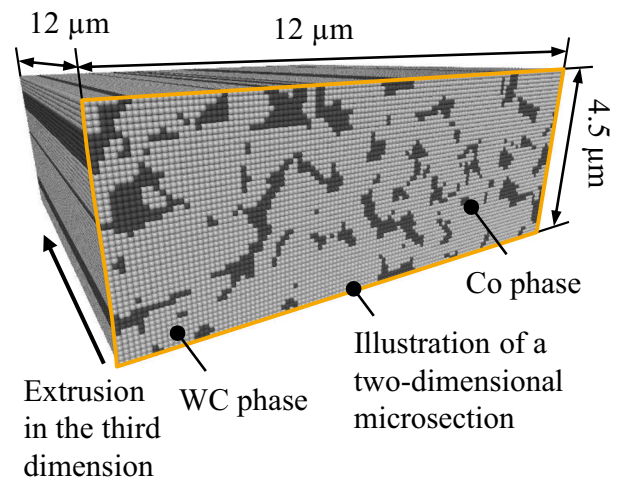 12 µm
12 µm
4.5 µm
Co phase
Illustration of a
two-dimensional
microsection
WC phase
Extrusion
in the third
dimension